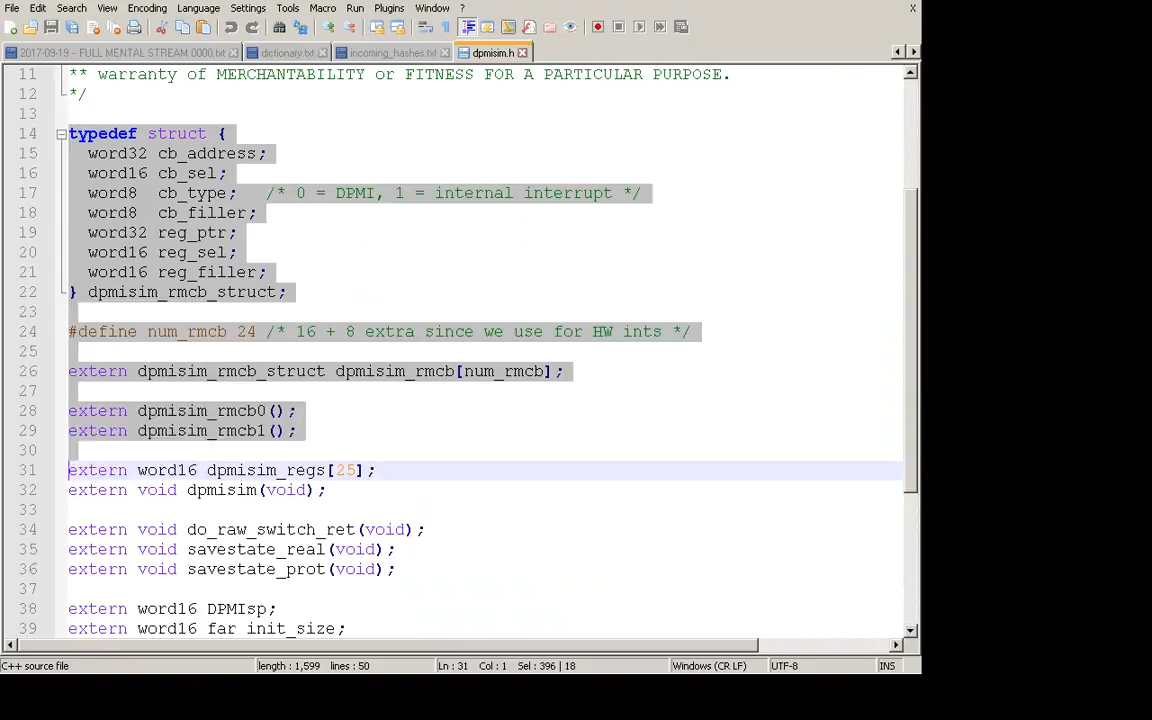 File Edit Search View Encoding Language Settings Tools Macro Run Plugins Window ? X
2017-09-19 – FULL MENTAL STREAM 0000.txt dictionary.txt incoming_hashes.txt dpmisim.h
11 ** warranty of MERCHANTABILITY or FITNESS FOR A PARTICULAR PURPOSE.
12 */
13
14 typedef struct {
15 word32 cb_address;
16 word16 cb_sel;
17 word8 cb_type; /* 0 = DPMI, 1 = internal interrupt */
18 word8 cb_filler;
19 word32 reg_ptr;
20 word16 reg_sel;
21 word16 reg_filler;
22 } dpmisim_rmcb_struct;
23
24 #define num_rmcb 24 /* 16 + 8 extra since we use for HW ints */
25
26 extern dpmisim_rmcb_struct dpmisim_rmcb[num_rmcb];
27
28 extern dpmisim_rmcb0();
29 extern dpmisim_rmcb1();
30
31 extern word16 dpmisim_regs[25];
32 extern void dpmisim(void);
33
34 extern void do_raw_switch_ret(void);
35 extern void savestate_real(void);
36 extern void savestate_prot(void);
37
38 extern word16 DPMIsp;
39 extern word16 far init_size;
C++ source file length : 1,599 lines : 50 Ln : 31 Col : 1 Sel : 396 | 18 Windows (CR LF) UTF-8 INS